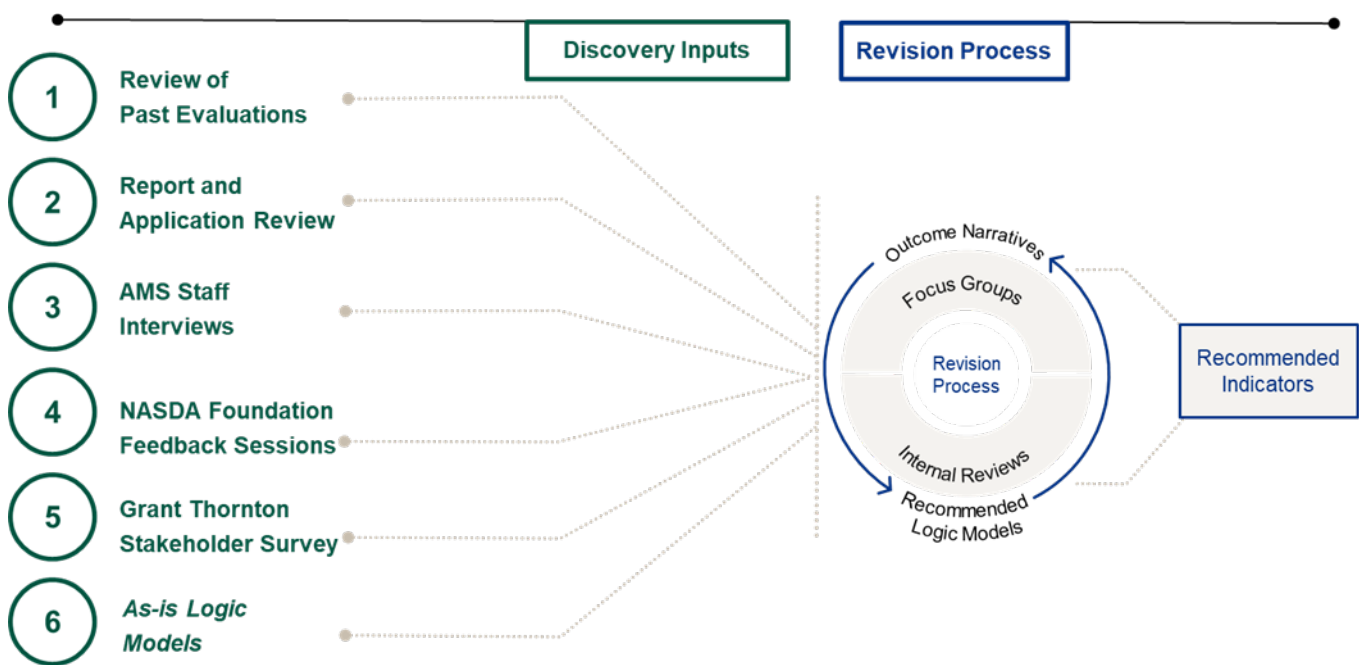 Discovery Inputs
Revision Process
1
Review of
Past Evaluations
2
Report and
Application Review
3
AMS Staff
Interviews
4
NASDA Foundation
Feedback Sessions
5
Grant Thornton
Stakeholder Survey
6
As-is Logic
Models
Outcome Narratives
Focus Groups
Revision
Process
Internal Reviews
Recommended
Logic Models
Recommended
Indicators